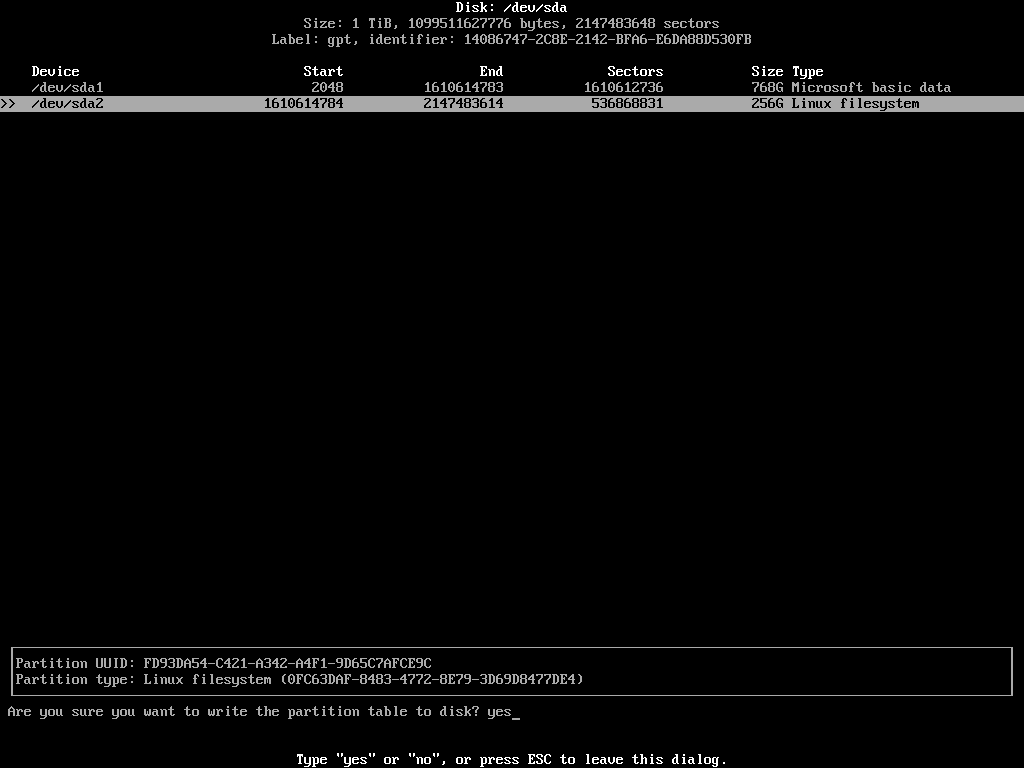 Disk: /dev/sda
Size: 1 TiB, 1099511627776 bytes, 2147483648 sectors
Label: gpt, identifier: 14086747-2C8E-2142-BFA6-E6DA88D530FB
Device Start End Sectors Size Type
/dev/sda1 2048 1610614783 1610612736 768G Microsoft basic data
>> /dev/sda2 1610614784 2147483614 536868831 256G Linux filesystem
Partition UUID: FD93DA54-C421-A342-A4F1-9D65C7AFCE9C
Partition type: Linux filesystem (0FC63DAF-8483-4772-8E79-3D69D8477DE4)
Are you sure you want to write the partition table to disk? yes_
Type "yes" or "no", or press ESC to leave this dialog.